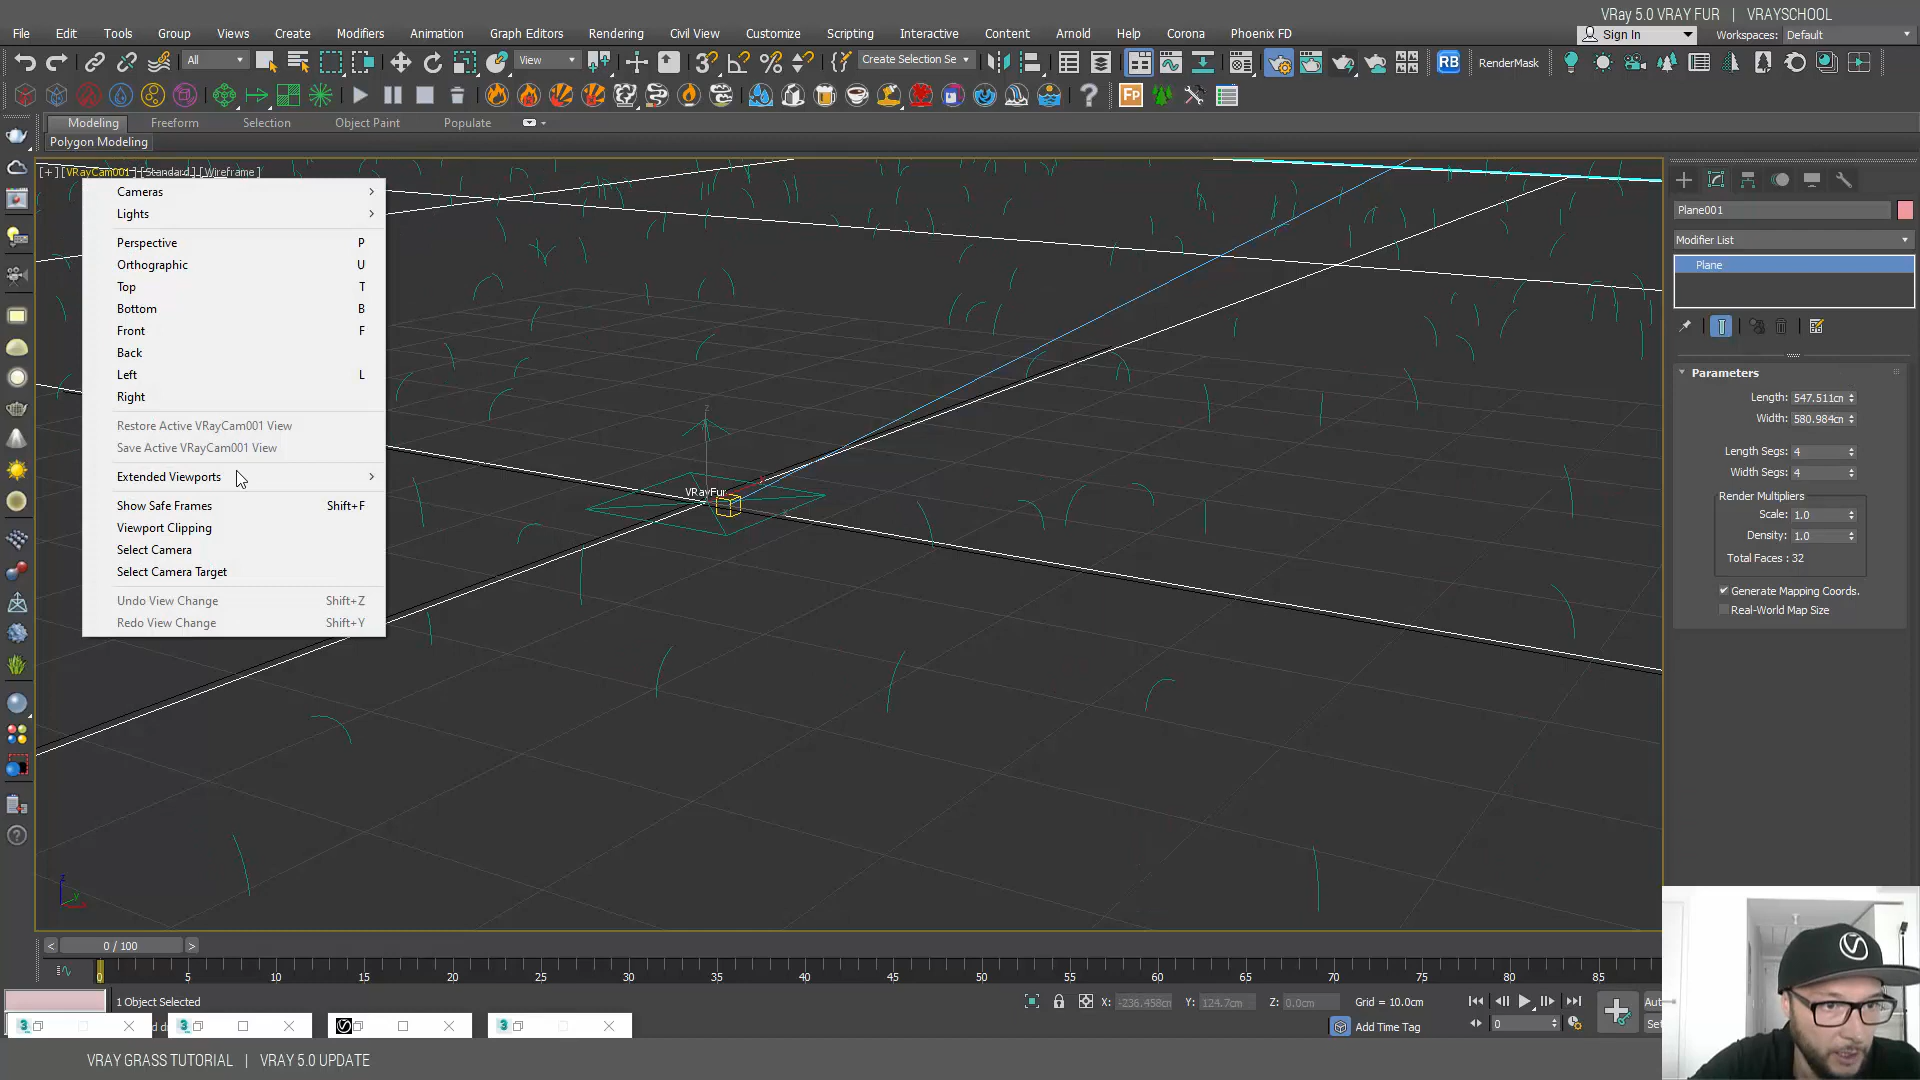 VRay 5.0 VRAY FUR | VRAYSCHOOL
File Edit Tools Group Views Create Modifiers Animation Graph Editors Rendering Civil View Customize Scripting Interactive Content Arnold Help Corona Phoenix FD
Sign In Workspaces: Default
All View Create Selection Se RB RenderMask
Fp
Modeling Freeform Selection Object Paint Populate
Polygon Modeling
[+] [VRayCam001] [Standard] [Wireframe]
Cameras
Lights
Perspective P
Orthographic U
Top T
Bottom B
Front F
Back
Left L
Right
Restore Active VRayCam001 View
Save Active VRayCam001 View
Extended Viewports
Show Safe Frames Shift+F
Viewport Clipping
Select Camera
Select Camera Target
Undo View Change Shift+Z
Redo View Change Shift+Y
VRayFur
Plane001
Modifier List
Plane
Parameters
Length: 547.511cm
Width: 580.984cm
Length Segs: 4
Width Segs: 4
Render Multipliers
Scale: 1.0
Density: 1.0
Total Faces : 32
Generate Mapping Coords.
Real-World Map Size
0 / 100
0 5 10 15 20 25 30 35 40 45 50 55 60 65 70 75 80 85
1 Object Selected
X: -236.458cm Y: 124.7cm Z: 0.0cm Grid = 10.0cm
Add Time Tag
0
VRAY GRASS TUTORIAL | VRAY 5.0 UPDATE